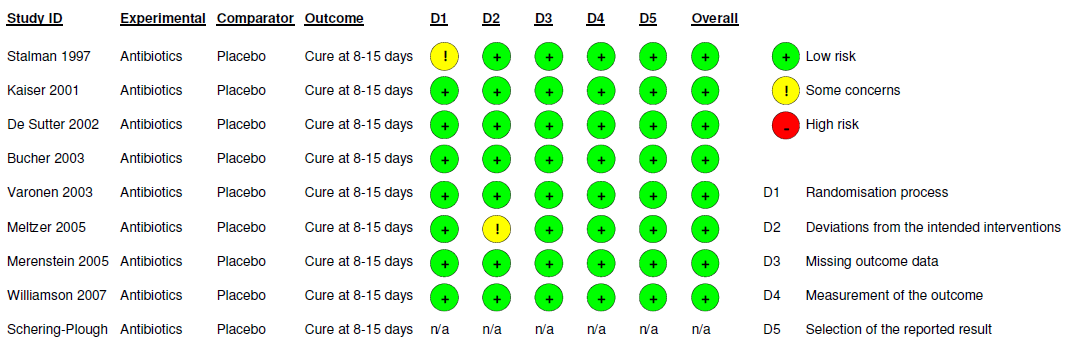 Study ID Experimental Comparator Outcome D1 D2 D3 D4 D5 Overall
Stalman 1997 Antibiotics Placebo Cure at 8-15 days ! + + + + + + Low risk
Kaiser 2001 Antibiotics Placebo Cure at 8-15 days + + + + + + ! Some concerns
De Sutter 2002 Antibiotics Placebo Cure at 8-15 days + + + + + + - High risk
Bucher 2003 Antibiotics Placebo Cure at 8-15 days + + + + + +
Varonen 2003 Antibiotics Placebo Cure at 8-15 days + + + + + + D1 Randomisation process
Meltzer 2005 Antibiotics Placebo Cure at 8-15 days + ! + + + + D2 Deviations from the intended interventions
Merenstein 2005 Antibiotics Placebo Cure at 8-15 days + + + + + + D3 Missing outcome data
Williamson 2007 Antibiotics Placebo Cure at 8-15 days + + + + + + D4 Measurement of the outcome
Schering-Plough Antibiotics Placebo Cure at 8-15 days n/a n/a n/a n/a n/a n/a D5 Selection of the reported result